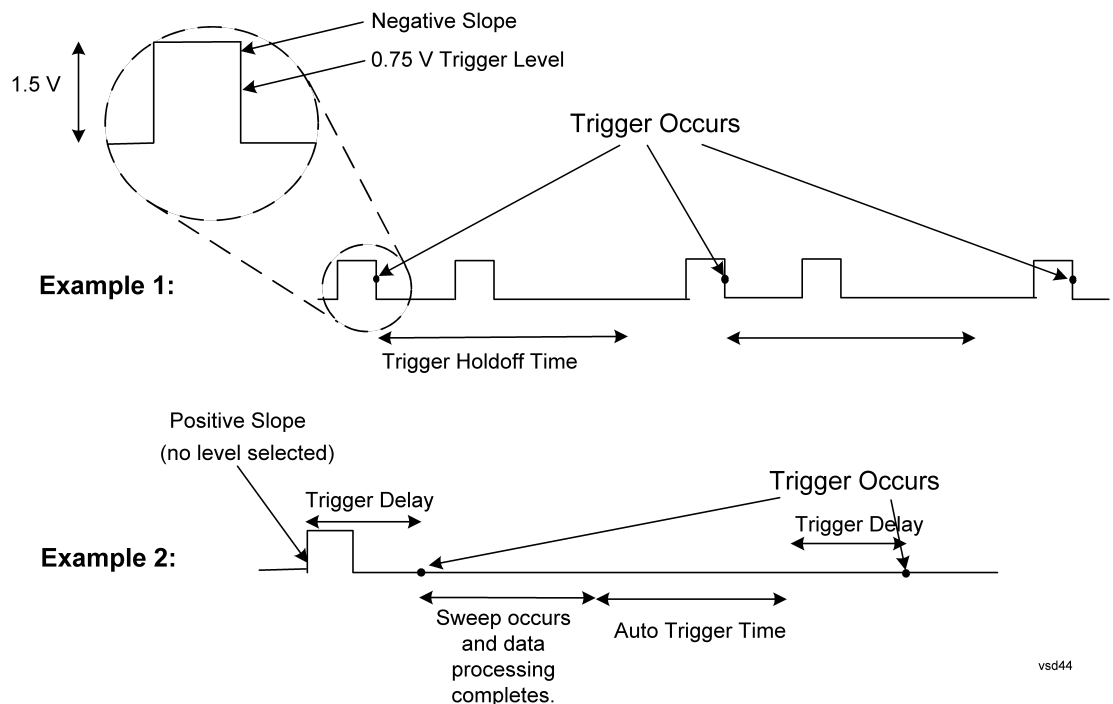 Negative Slope
1.5 V
0.75 V Trigger Level
Trigger Occurs
Example 1:
Trigger Holdoff Time
Positive Slope
(no level selected)
Trigger Delay
Trigger Occurs
Trigger Delay
Example 2:
Sweep occurs
and data
processing
completes.
Auto Trigger Time
vsd44